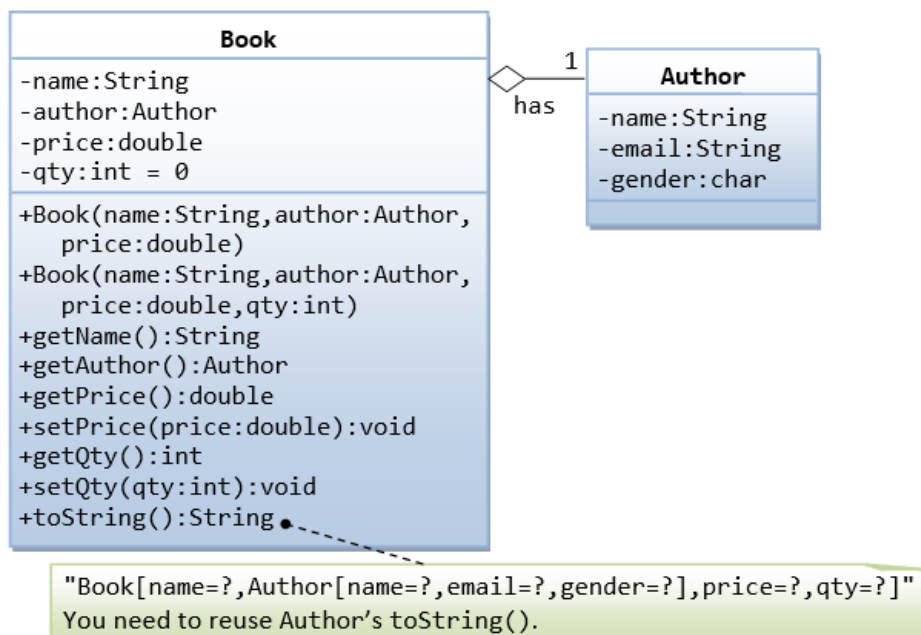 Book
-name:String
-author:Author
-price:double
-qty:int = 0
+Book(name:String,author:Author,
price:double)
+Book(name:String,author:Author,
price:double,qty:int)
+getName():String
+getAuthor():Author
+getPrice():double
+setPrice(price:double):void
+getQty():int
+setQty(qty:int):void
+toString():String
1
has
Author
-name:String
-email:String
-gender:char
"Book[name=?,Author[name=?,email=?,gender=?],price=?,qty=?]"
You need to reuse Author’s toString().